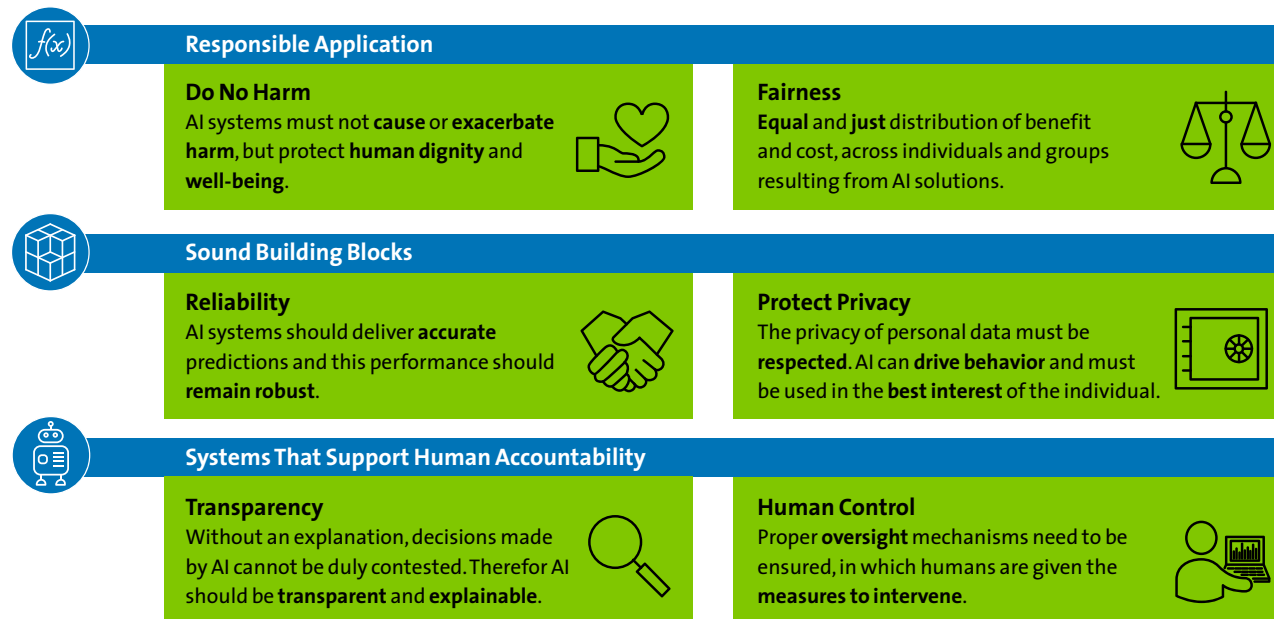 f(x)
Responsible Application
Do No Harm
AI systems must not cause or exacerbate
harm, but protect human dignity and
well-being.
Fairness
Equal and just distribution of benefit
and cost, across individuals and groups
resulting from AI solutions.
Sound Building Blocks
Reliability
AI systems should deliver accurate
predictions and this performance should
remain robust.
Protect Privacy
The privacy of personal data must be
respected. AI can drive behavior and must
be used in the best interest of the individual.
Systems That Support Human Accountability
Transparency
Without an explanation, decisions made
by AI cannot be duly contested. Therefor AI
should be transparent and explainable.
Human Control
Proper oversight mechanisms need to be
ensured, in which humans are given the
measures to intervene.